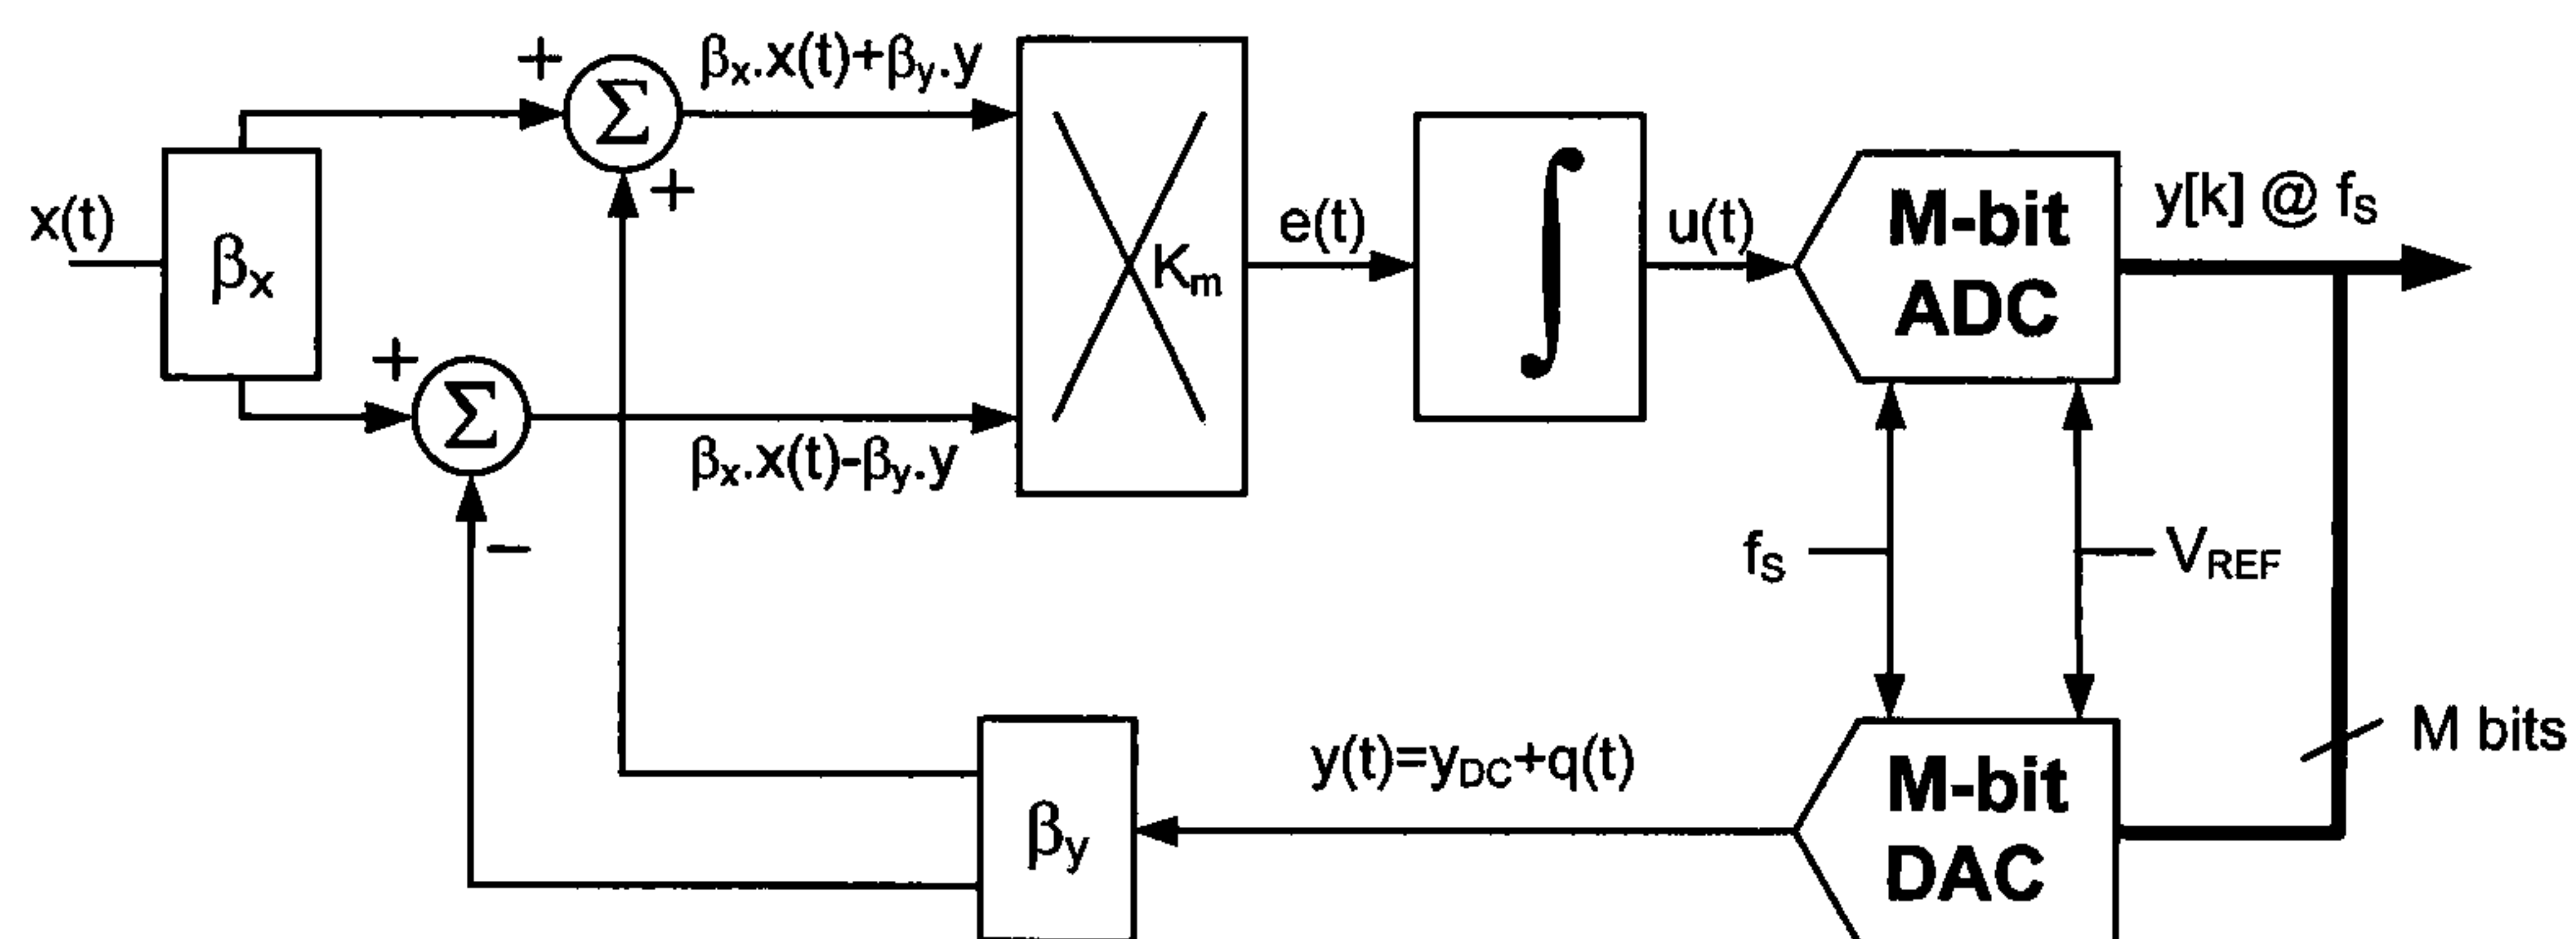 x(t)
βx
+
Σ
+
βx.x(t)+βy.y
+
Σ
−
βx.x(t)-βy.y
Km
e(t)
∫
u(t)
M-bit
ADC
y[k] @ fS
fS
VREF
M bits
M-bit
DAC
y(t)=yDC+q(t)
βy